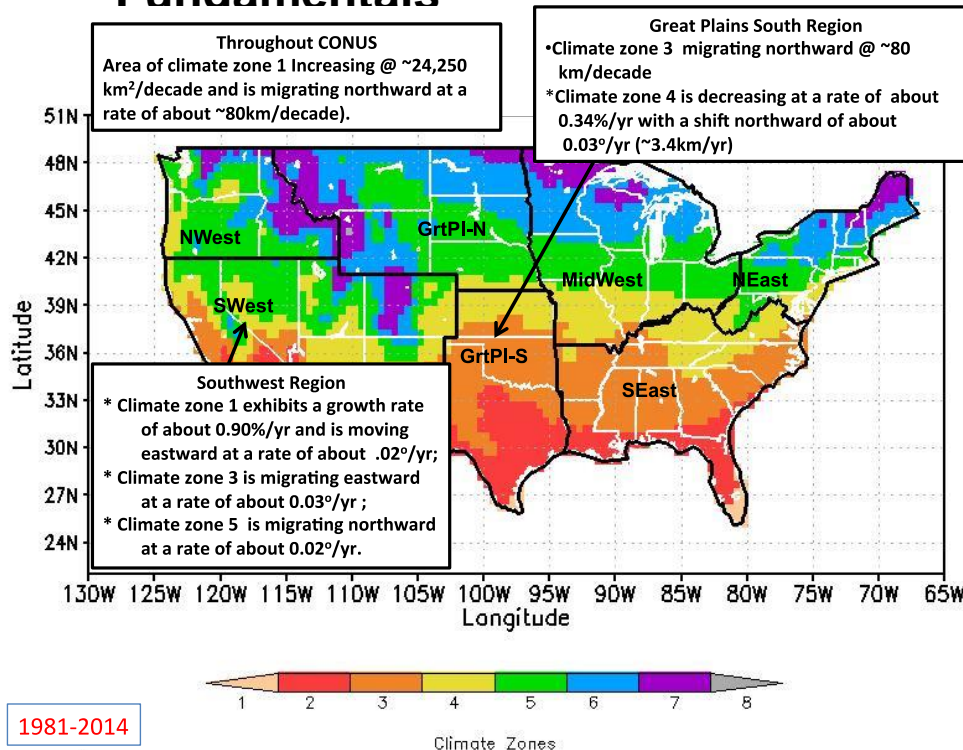 Fundamentals
Throughout CONUS
Area of climate zone 1 Increasing @ ~24,250
km²/decade and is migrating northward at a
rate of about ~80km/decade).
Great Plains South Region
•Climate zone 3 migrating northward @ ~80
km/decade
*Climate zone 4 is decreasing at a rate of about
0.34%/yr with a shift northward of about
0.03°/yr (~3.4km/yr)
51N
48N
45N
42N
39N
36N
33N
30N
27N
24N
Latitude
NWest
GrtPl-N
MidWest
NEast
SWest
GrtPl-S
SEast
Southwest Region
* Climate zone 1 exhibits a growth rate
of about 0.90%/yr and is moving
eastward at a rate of about .02°/yr;
* Climate zone 3 is migrating eastward
at a rate of about 0.03°/yr ;
* Climate zone 5 is migrating northward
at a rate of about 0.02°/yr.
130W 125W 120W 115W 110W 105W 100W 95W 90W 85W 80W 75W 70W 65W
Longitude
1 2 3 4 5 6 7 8
Climate Zones
1981-2014